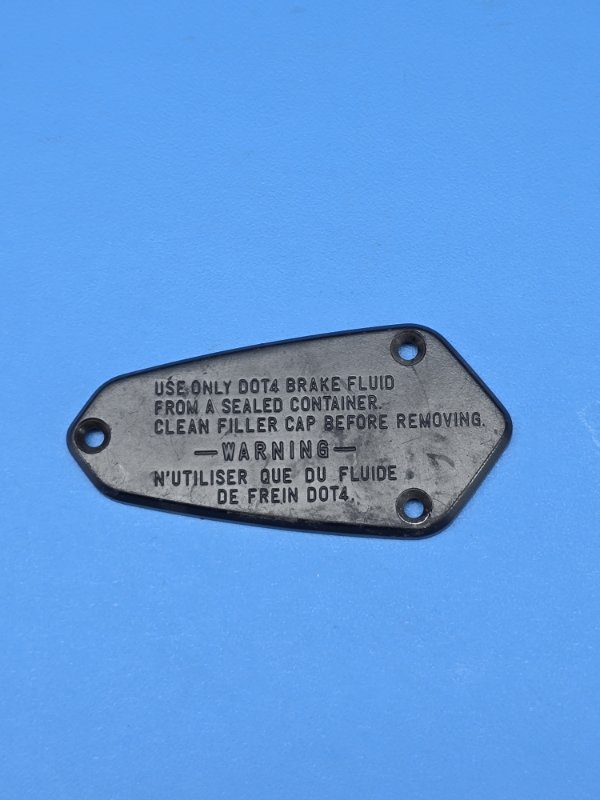 USE ONLY DOT4 BRAKE FLUID
FROM A SEALED CONTAINER.
CLEAN FILLER CAP BEFORE REMOVING.
—WARNING—
N'UTILISER QUE DU FLUIDE
DE FREIN DOT4.